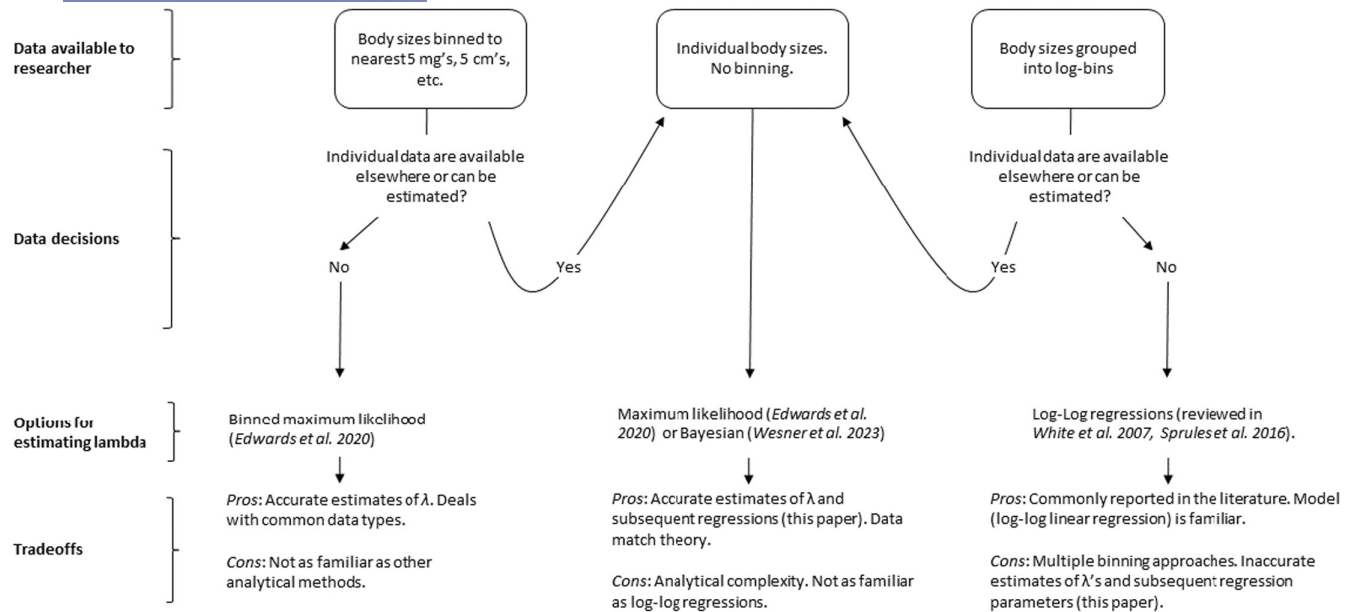 Data available to
researcher
Body sizes binned to
nearest 5 mg's, 5 cm's,
etc.
Individual body sizes.
No binning.
Body sizes grouped
into log-bins
Data decisions
Individual data are available
elsewhere or can be
estimated?
No
Yes
Individual data are available
elsewhere or can be
estimated?
Yes
No
Options for
estimating lambda
Binned maximum likelihood
(Edwards et al. 2020)
Maximum likelihood (Edwards et al.
2020) or Bayesian (Wesner et al. 2023)
Log-Log regressions (reviewed in
White et al. 2007, Sprules et al. 2016).
Tradeoffs
Pros: Accurate estimates of λ. Deals
with common data types.
Cons: Not as familiar as other
analytical methods.
Pros: Accurate estimates of λ and
subsequent regressions (this paper). Data
match theory.
Cons: Analytical complexity. Not as familiar
as log-log regressions.
Pros: Commonly reported in the literature. Model
(log-log linear regression) is familiar.
Cons: Multiple binning approaches. Inaccurate
estimates of λ's and subsequent regression
parameters (this paper).